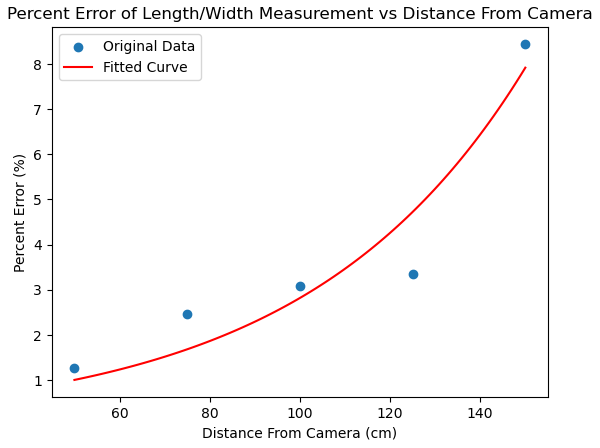 Percent Error of Length/Width Measurement vs Distance From Camera
Original Data
Fitted Curve
8
7
6
5
4
3
2
1
Percent Error (%)
60 80 100 120 140
Distance From Camera (cm)